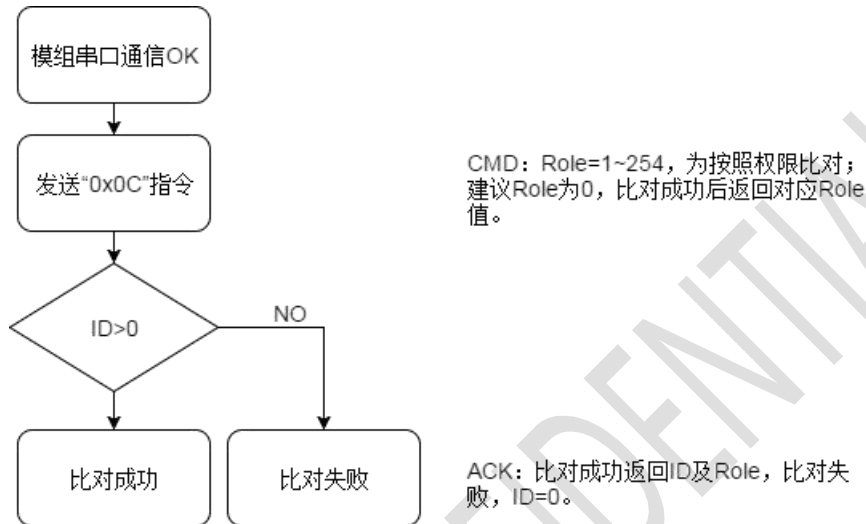 模组串口通信OK
发送“0x0C”指令
CMD：Role=1~254，为按照权限比对；
建议Role为0，比对成功后返回对应Role
值。
ID>0
NO
比对成功
比对失败
ACK：比对成功返回ID及Role，比对失
败，ID=0。